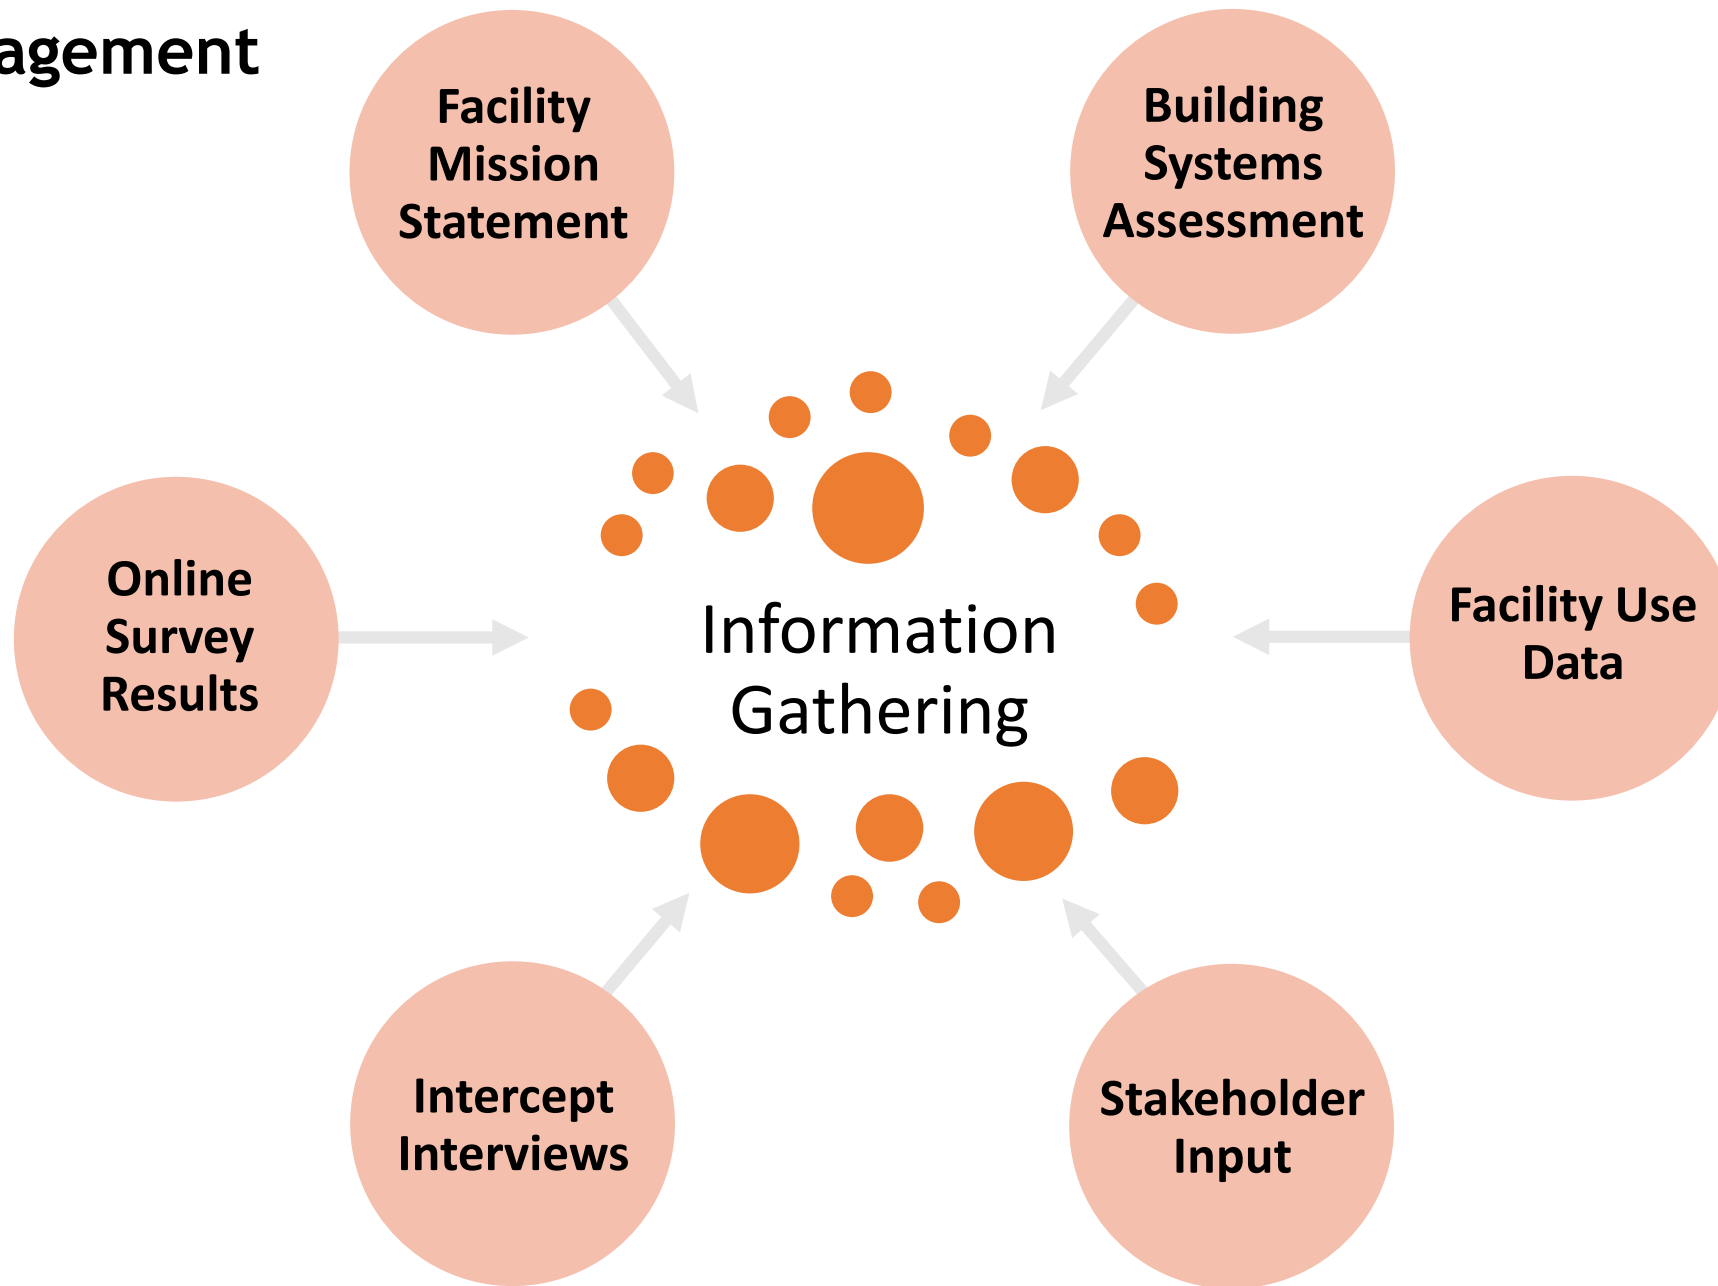 agement
Facility
Mission
Statement
Building
Systems
Assessment
Online
Survey
Results
Information
Gathering
Facility Use
Data
Intercept
Interviews
Stakeholder
Input